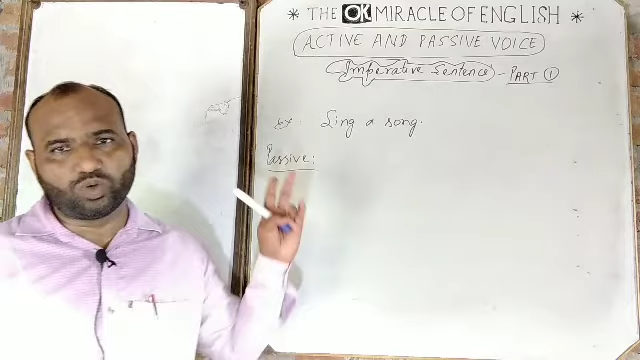 * THE OK MIRACLE OF ENGLISH *
ACTIVE AND PASSIVE VOICE
Imperative Sentence - PART 1
Ex. Sing a song.
Passive: